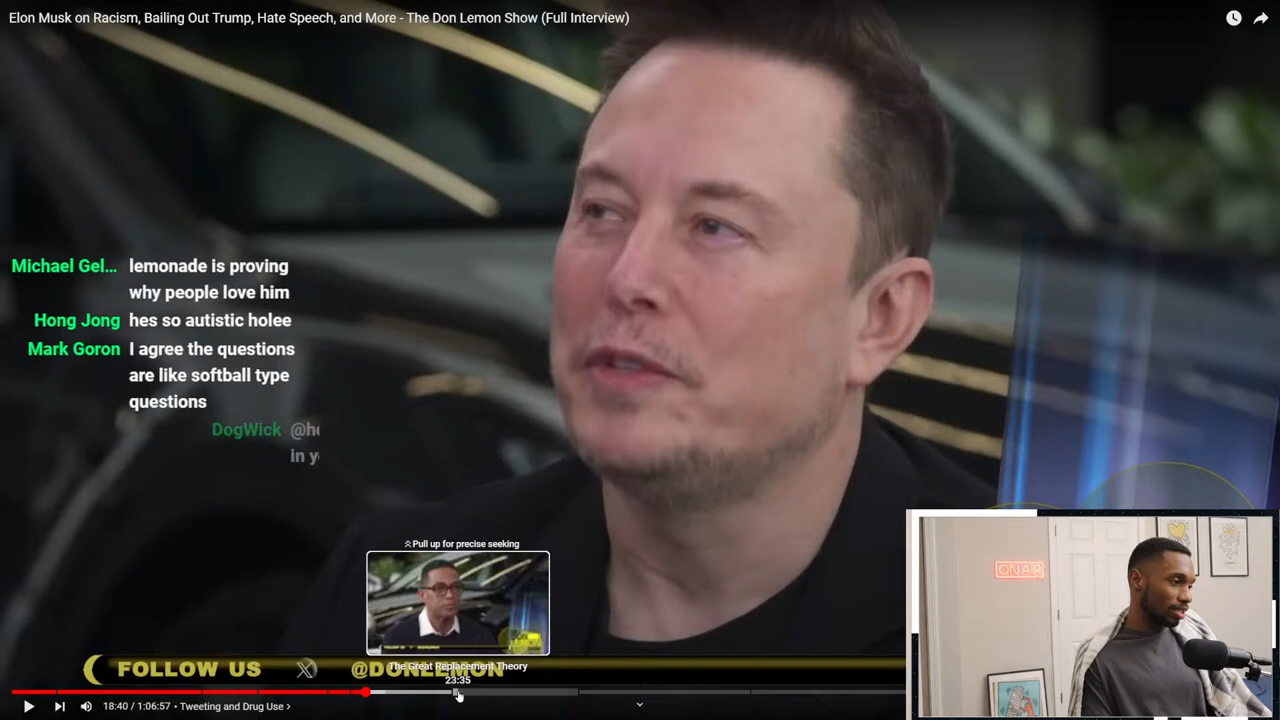 Elon Musk on Racism, Bailing Out Trump, Hate Speech, and More - The Don Lemon Show (Full Interview)
Michael Gel... lemonade is proving
why people love him
Hong Jong hes so autistic holee
Mark Goron I agree the questions
are like softball type
questions
DogWick
in
Pull up for precise seeking
The Great Replacement Theory
FOLLOW US X @DONLEMON
23:35
18:40 / 1:06:57 • Tweeting and Drug Use ›
ON AIR